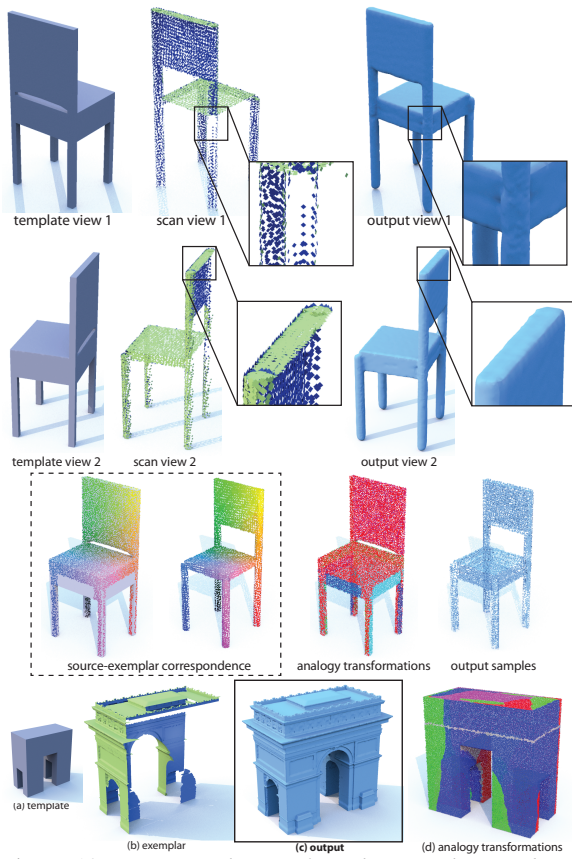 template view 1
scan view 1
output view 1
template view 2
scan view 2
output view 2
source-exemplar correspondence
analogy transformations
output samples
(a) template
(b) exemplar
(c) output
(d) analogy transformations